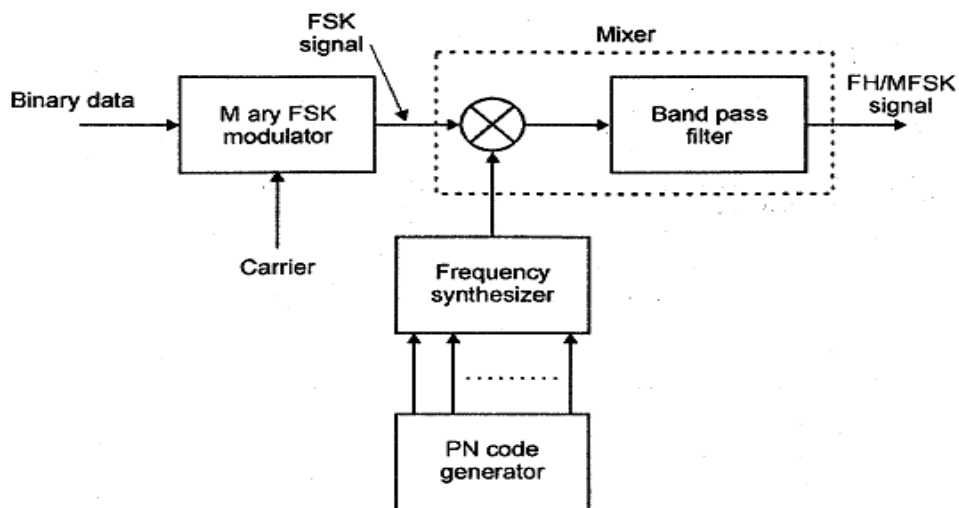 FSK
signal
Mixer
Binary data
M ary FSK
modulator
Band pass
filter
FH/MFSK
signal
Carrier
Frequency
synthesizer
PN code
generator